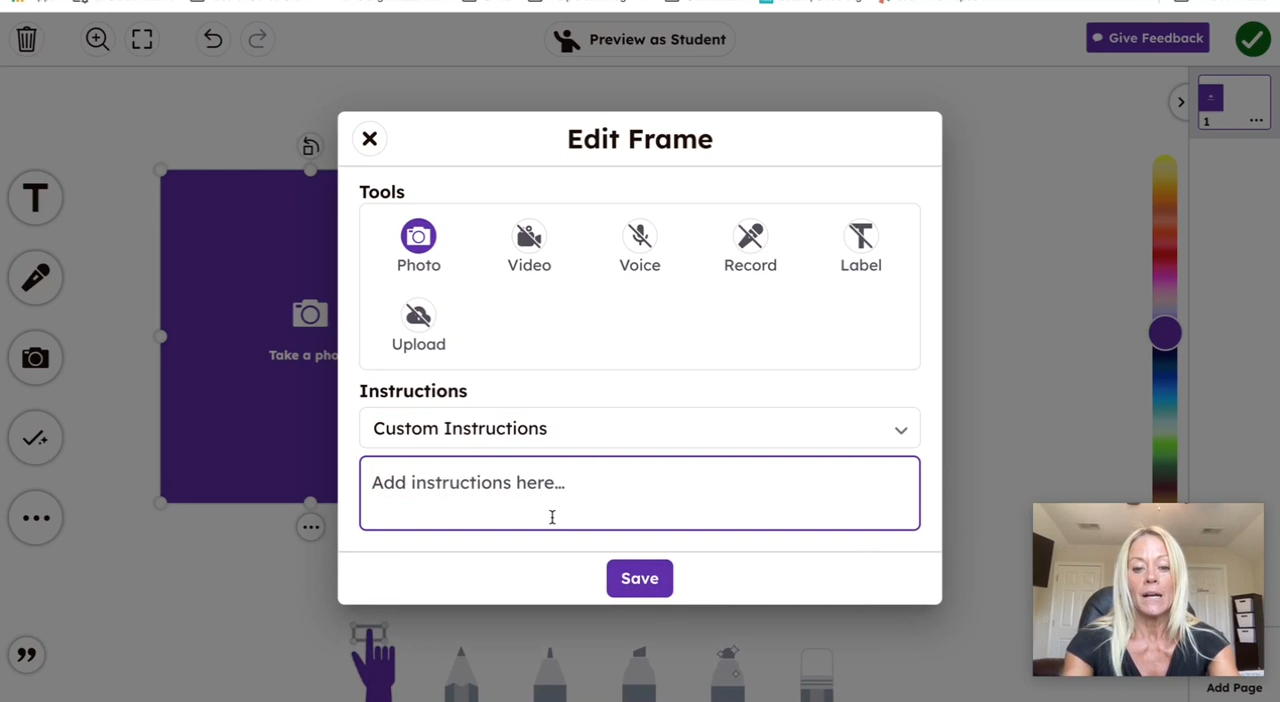 Preview as Student
Give Feedback
Edit Frame
Tools
Photo
Video
Voice
Record
Label
Upload
Take a pho
Instructions
Custom Instructions
Add instructions here...
Save
T
1
Add Page